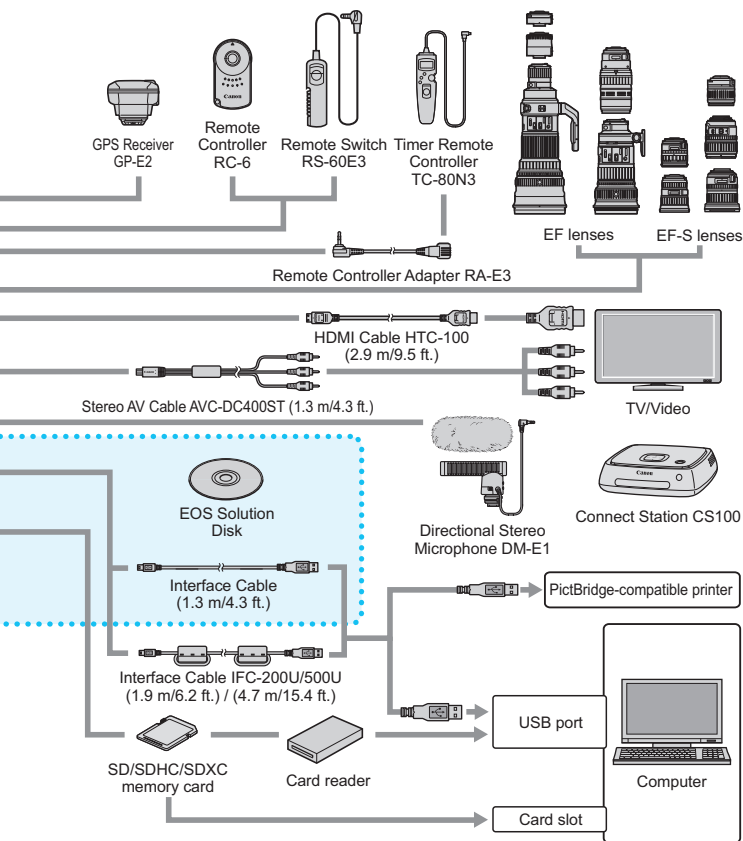 GPS Receiver
GP-E2
Canon
Remote
Controller
RC-6
Remote Switch
RS-60E3
Timer Remote
Controller
TC-80N3
EF lenses
EF-S lenses
Remote Controller Adapter RA-E3
HDMI Cable HTC-100
(2.9 m/9.5 ft.)
TV/Video
Stereo AV Cable AVC-DC400ST (1.3 m/4.3 ft.)
EOS Solution
Disk
Directional Stereo
Microphone DM-E1
Canon
Connect Station CS100
Interface Cable
(1.3 m/4.3 ft.)
PictBridge-compatible printer
Interface Cable IFC-200U/500U
(1.9 m/6.2 ft.) / (4.7 m/15.4 ft.)
USB port
SD/SDHC/SDXC
memory card
Card reader
Computer
Card slot